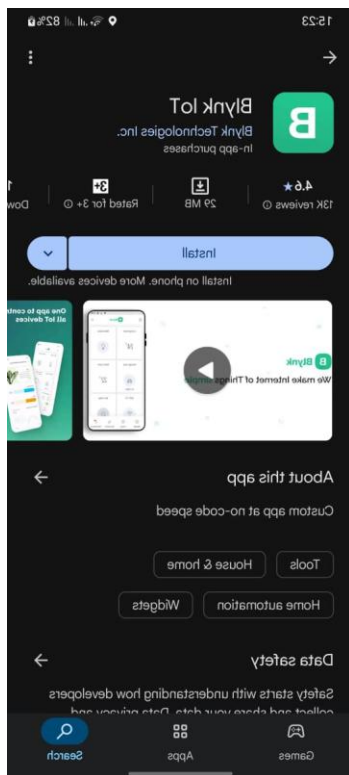 15:23
82%
Blynk IoT
Blynk Technologies Inc.
In-app purchases
B
4.6★
13K reviews
29 MB
3+
Rated for 3+
1
Dow
Install
Install on phone. More devices available.
B Blynk
We make Internet of Things simple
One app to contr
all IoT devices
About this app
Custom app at no-code speed
Tools
House & home
Home automation
Widgets
Data safety
Safety starts with understanding how developers
collect and share your data. Data privacy and
Games
Apps
Search